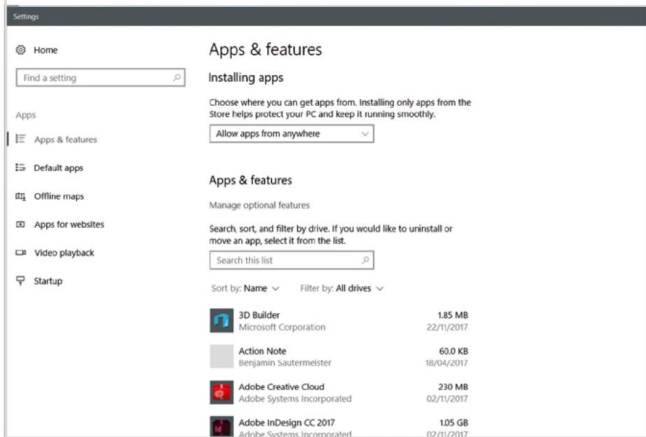 Settings
Home
Find a setting
Apps
Apps & features
Default apps
Offline maps
Apps for websites
Video playback
Startup
Apps & features
Installing apps
Choose where you can get apps from. Installing only apps from the
Store helps protect your PC and keep it running smoothly.
Allow apps from anywhere
Apps & features
Manage optional features
Search, sort, and filter by drive. If you would like to uninstall or
move an app, select it from the list.
Search this list
Sort by: Name Filter by: All drives
3D Builder 1.85 MB
Microsoft Corporation 22/11/2017
Action Note 60.0 KB
Benjamin Sautermeister 18/04/2017
Adobe Creative Cloud 230 MB
Adobe Systems Incorporated 02/11/2017
Adobe InDesign CC 2017 1.05 GB
Adobe Systems Incorporated 02/11/2017